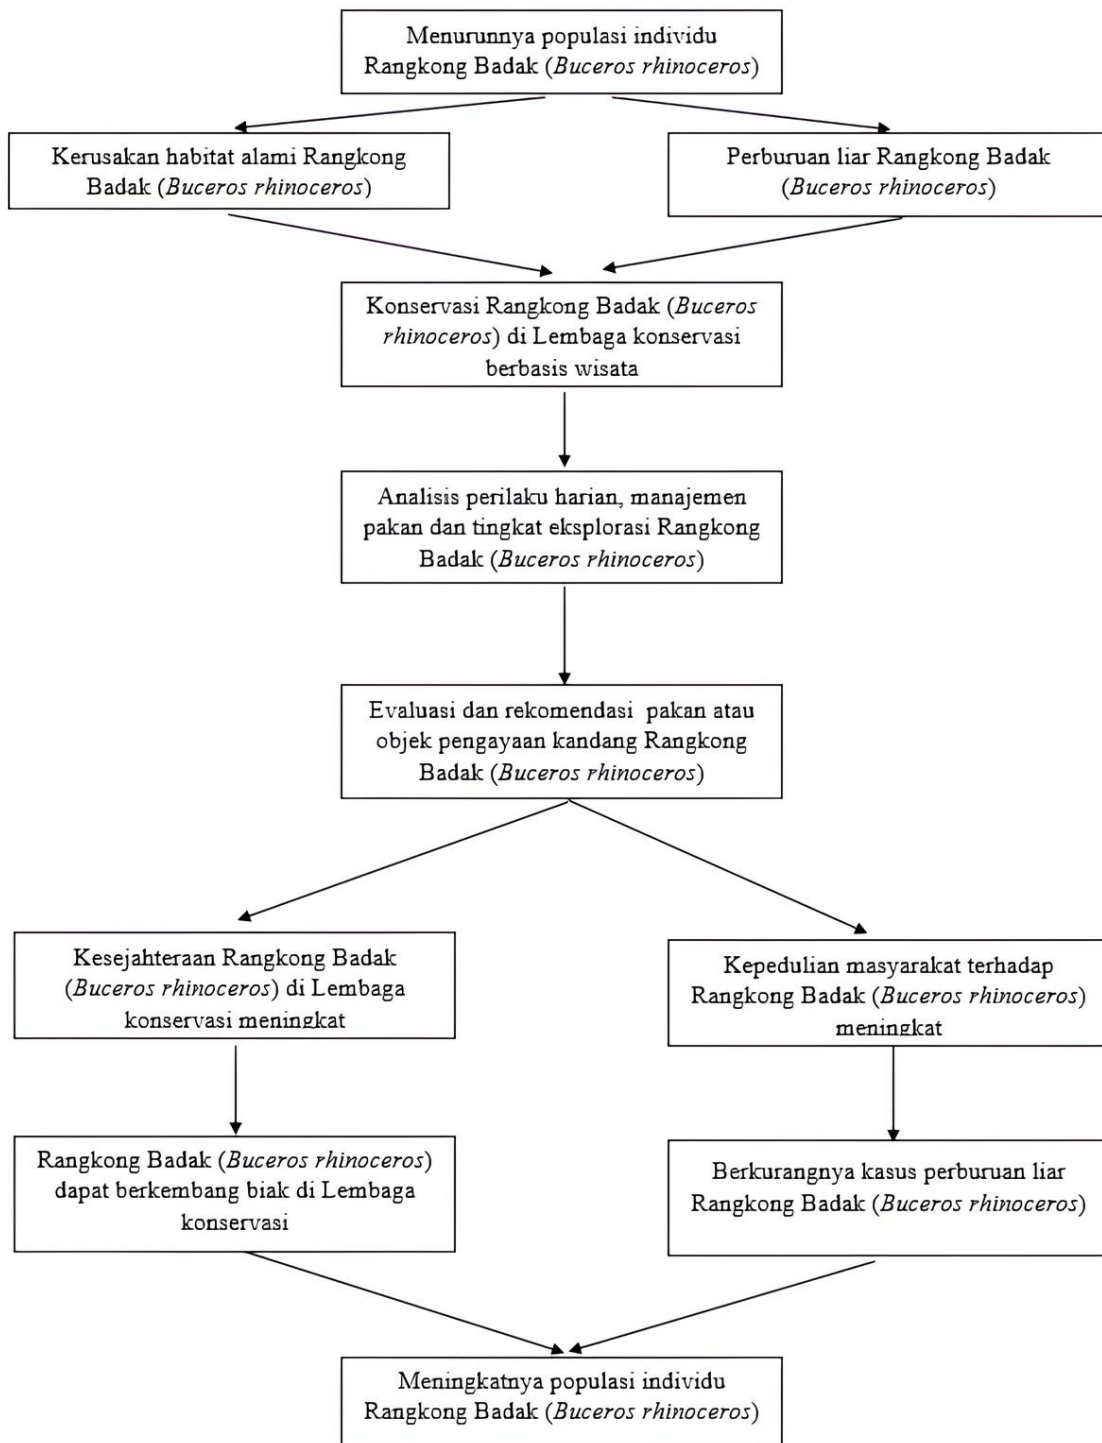 Menurunnya populasi individu
Rangkong Badak (Buceros rhinoceros)
Kerusakan habitat alami Rangkong
Badak (Buceros rhinoceros)
Perburuan liar Rangkong Badak
(Buceros rhinoceros)
Konservasi Rangkong Badak (Buceros
rhinoceros) di Lembaga konservasi
berbasis wisata
Analisis perilaku harian, manajemen
pakan dan tingkat eksplorasi Rangkong
Badak (Buceros rhinoceros)
Evaluasi dan rekomendasi pakan atau
objek pengayaan kandang Rangkong
Badak (Buceros rhinoceros)
Kesejahteraan Rangkong Badak
(Buceros rhinoceros) di Lembaga
konservasi meningkat
Kepedulian masyarakat terhadap
Rangkong Badak (Buceros rhinoceros)
meningkat
Rangkong Badak (Buceros rhinoceros)
dapat berkembang biak di Lembaga
konservasi
Berkurangnya kasus perburuan liar
Rangkong Badak (Buceros rhinoceros)
Meningkatnya populasi individu
Rangkong Badak (Buceros rhinoceros)